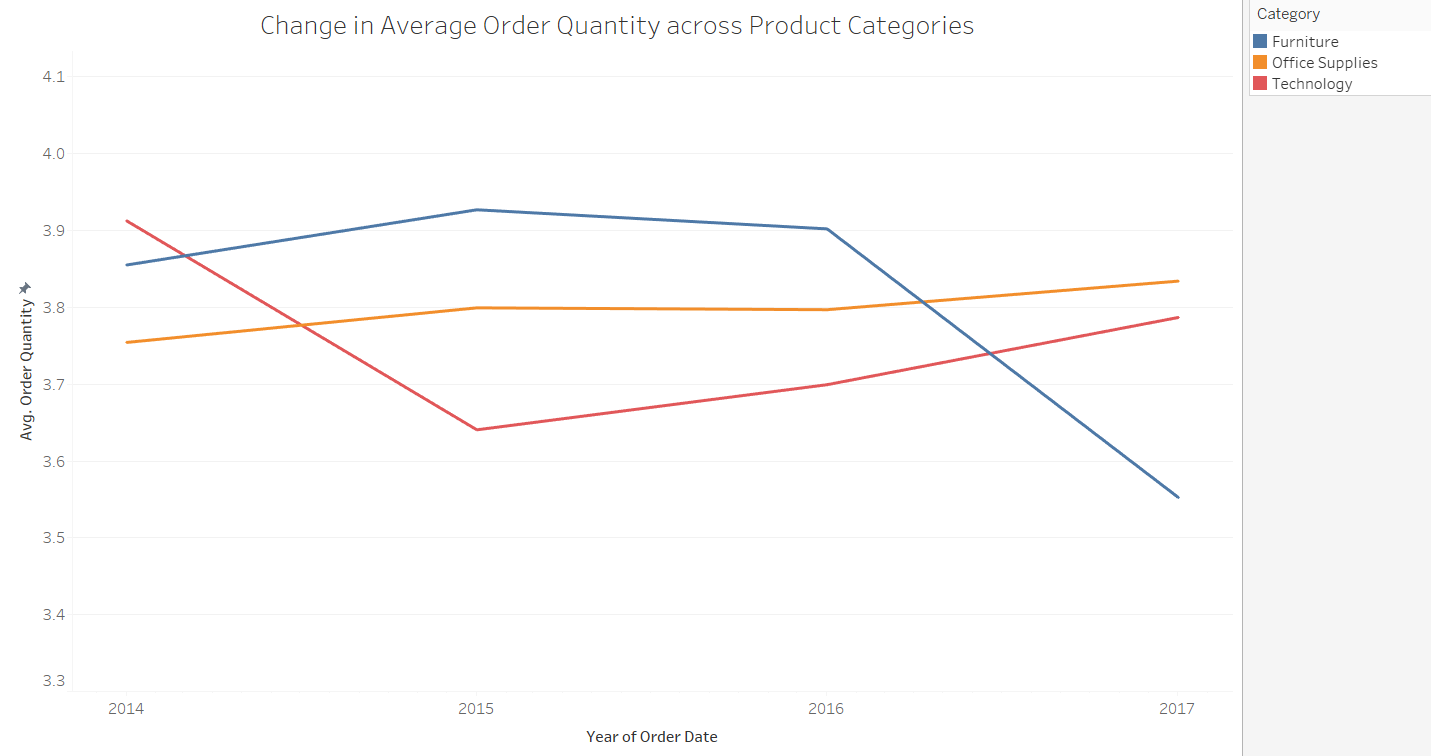 Change in Average Order Quantity across Product Categories
Category
Furniture
Office Supplies
Technology
Avg. Order Quantity
4.1
4.0
3.9
3.8
3.7
3.6
3.5
3.4
3.3
2014
2015
2016
2017
Year of Order Date